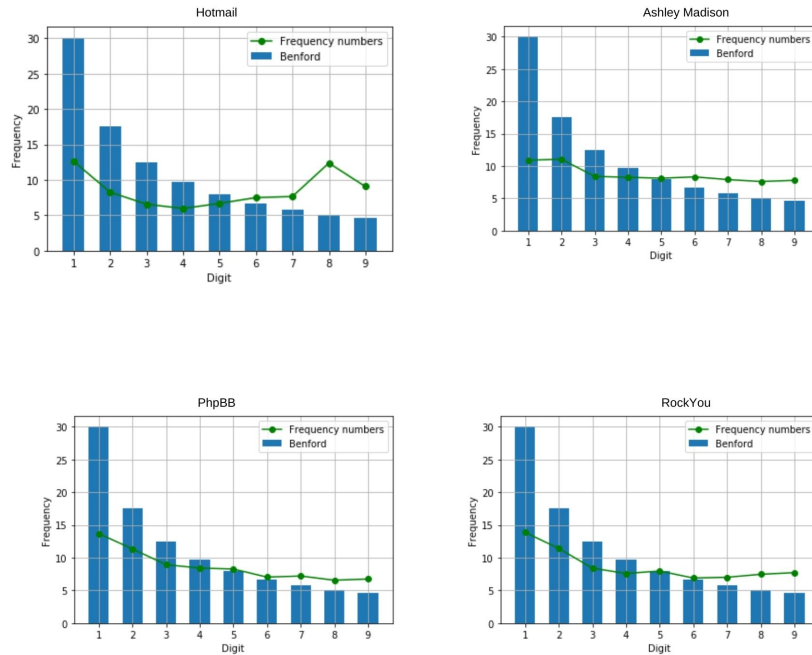 Hotmail
Frequency numbers
Benford
30
25
20
15
10
5
0
Frequency
1 2 3 4 5 6 7 8 9
Digit
Ashley Madison
Frequency numbers
Benford
30
25
20
15
10
5
0
Frequency
1 2 3 4 5 6 7 8 9
Digit
PhpBB
Frequency numbers
Benford
30
25
20
15
10
5
0
Frequency
1 2 3 4 5 6 7 8 9
Digit
RockYou
Frequency numbers
Benford
30
25
20
15
10
5
0
Frequency
1 2 3 4 5 6 7 8 9
Digit